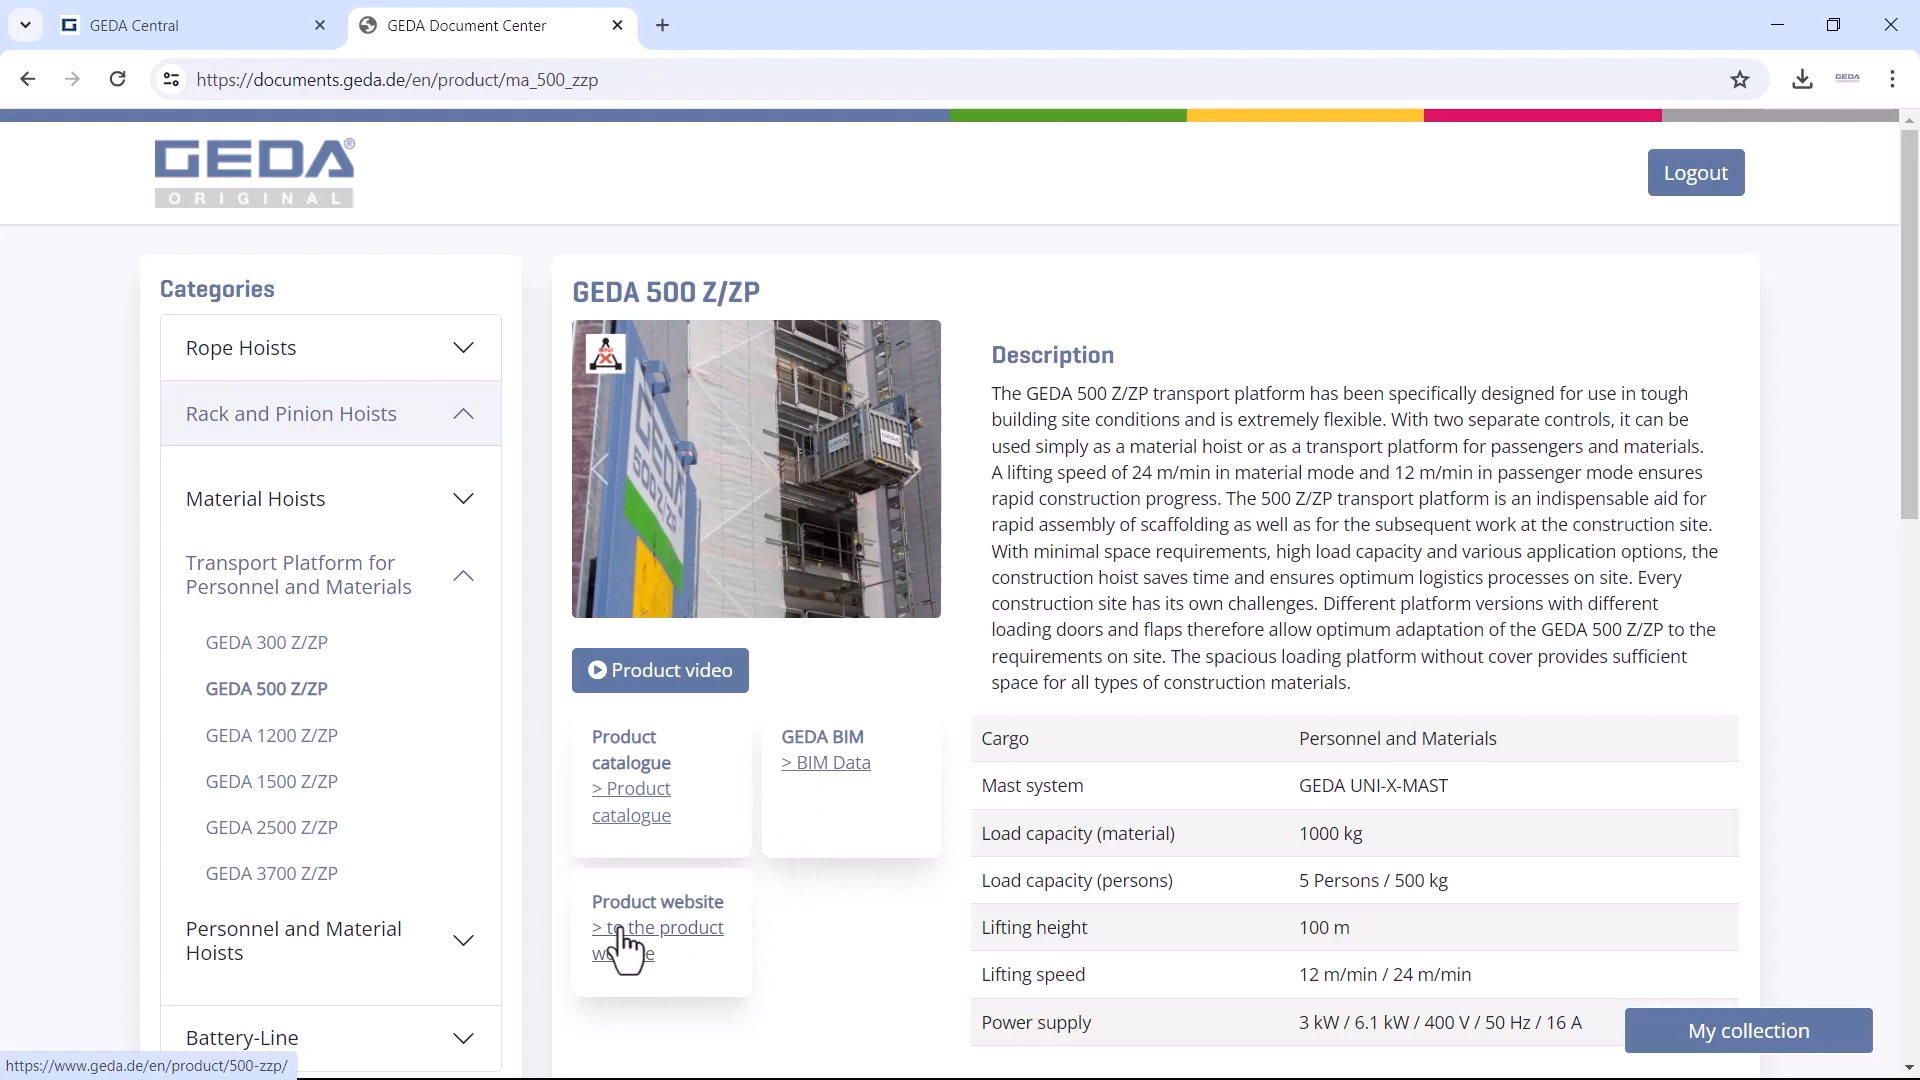 GEDA Central
GEDA Document Center
https://documents.geda.de/en/product/ma_500_zzp
GEDA
GEDA®
ORIGINAL
Logout
Categories
Rope Hoists
Rack and Pinion Hoists
Material Hoists
Transport Platform for
Personnel and Materials
GEDA 300 Z/ZP
GEDA 500 Z/ZP
GEDA 1200 Z/ZP
GEDA 1500 Z/ZP
GEDA 2500 Z/ZP
GEDA 3700 Z/ZP
Personnel and Material
Hoists
Battery-Line
GEDA 500 Z/ZP
GEDA
500 Z/ZP
GEDA
GEDA
Product video
Product
catalogue
> Product
catalogue
GEDA BIM
> BIM Data
Product website
> to the product
Description
The GEDA 500 Z/ZP transport platform has been specifically designed for use in tough
building site conditions and is extremely flexible. With two separate controls, it can be
used simply as a material hoist or as a transport platform for passengers and materials.
A lifting speed of 24 m/min in material mode and 12 m/min in passenger mode ensures
rapid construction progress. The 500 Z/ZP transport platform is an indispensable aid for
rapid assembly of scaffolding as well as for the subsequent work at the construction site.
With minimal space requirements, high load capacity and various application options, the
construction hoist saves time and ensures optimum logistics processes on site. Every
construction site has its own challenges. Different platform versions with different
loading doors and flaps therefore allow optimum adaptation of the GEDA 500 Z/ZP to the
requirements on site. The spacious loading platform without cover provides sufficient
space for all types of construction materials.
Cargo Personnel and Materials
Mast system GEDA UNI-X-MAST
Load capacity (material) 1000 kg
Load capacity (persons) 5 Persons / 500 kg
Lifting height 100 m
Lifting speed 12 m/min / 24 m/min
Power supply 3 kW / 6.1 kW / 400 V / 50 Hz / 16 A
My collection
https://www.geda.de/en/product/500-zzp/